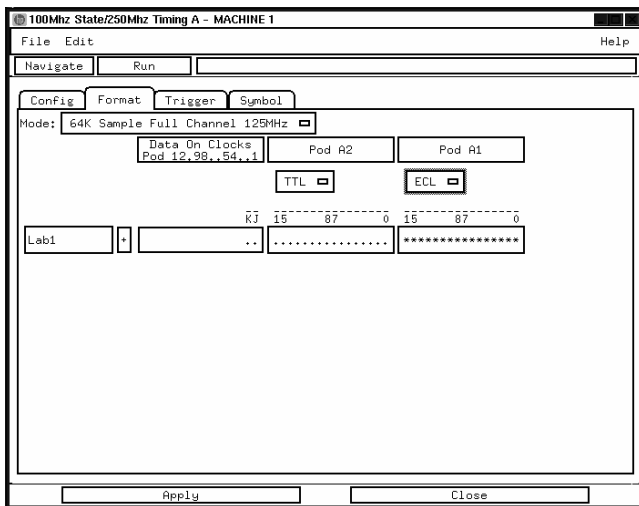 100Mhz State/250Mhz Timing A - MACHINE 1
File Edit Help
Navigate Run
Config Format Trigger Symbol
Mode: 64K Sample Full Channel 125MHz
Data On Clocks Pod A2 Pod A1
Pod 12,98..54..1
TTL ECL
KJ 15 87 0 15 87 0
Lab1 + .. ................ ****************
Apply Close